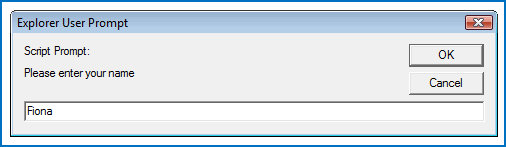 Explorer User Prompt
Script Prompt:
OK
Please enter your name
Cancel
Fiona